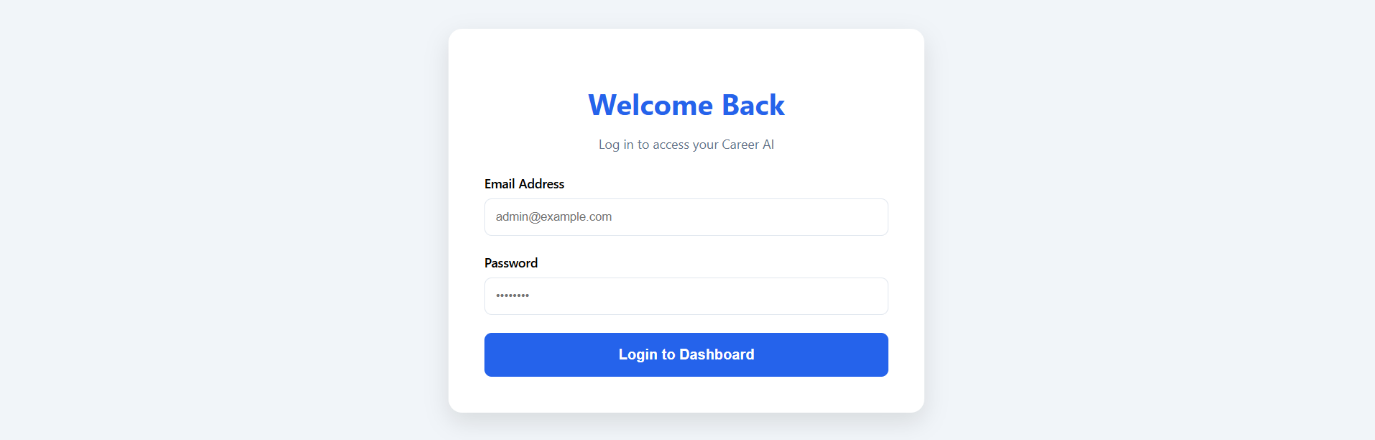 Welcome Back
Log in to access your Career AI
Email Address
admin@example.com
Password
••••••••
Login to Dashboard